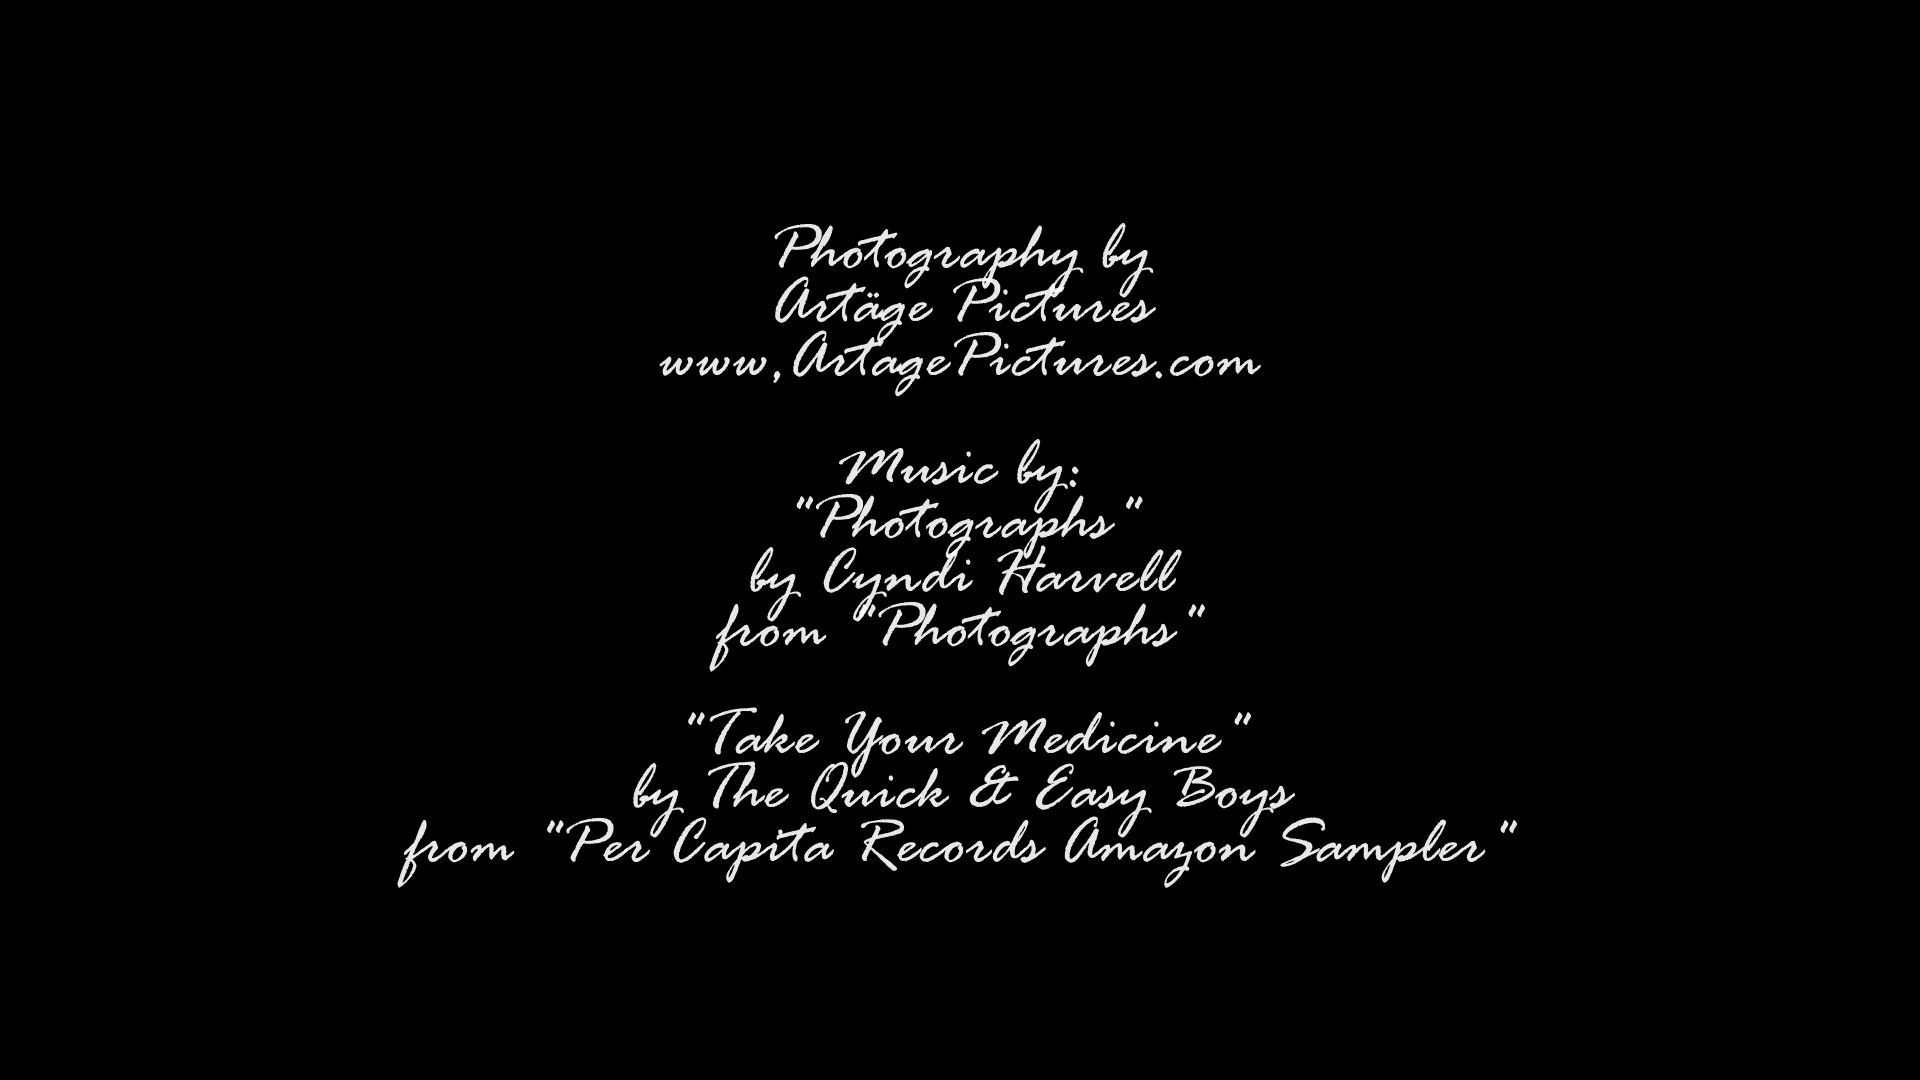 Photography by
Artäge Pictures
www,ArtagePictures.com
Music by:
"Photographs"
by Cyndi Harvell
from "Photographs"
"Take Your Medicine"
by The Quick & Easy Boys
from "Per Capita Records Amazon Sampler"